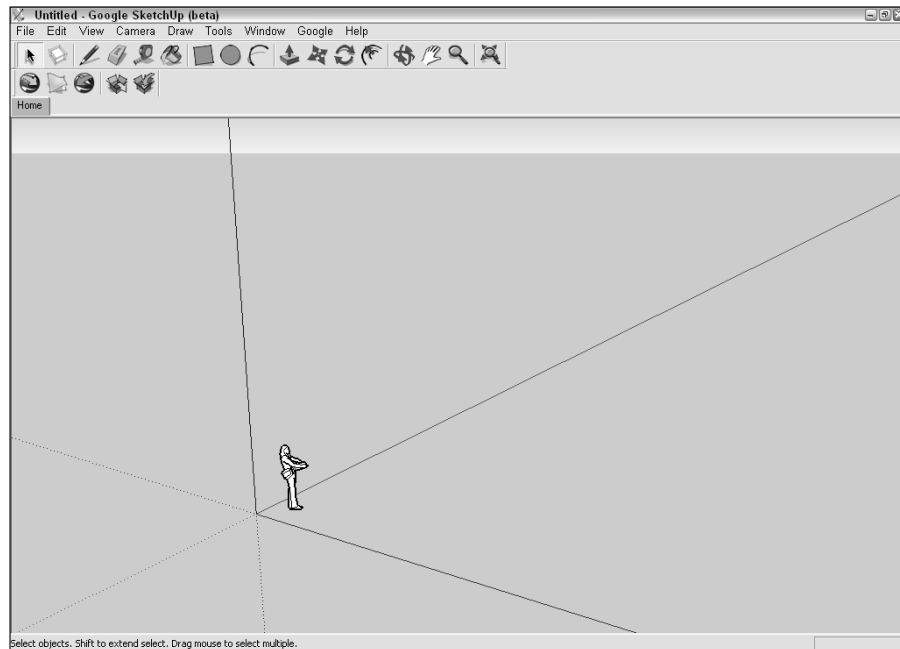 Untitled - Google SketchUp (beta)
File Edit View Camera Draw Tools Window Google Help
Home
Select objects. Shift to extend select. Drag mouse to select multiple.